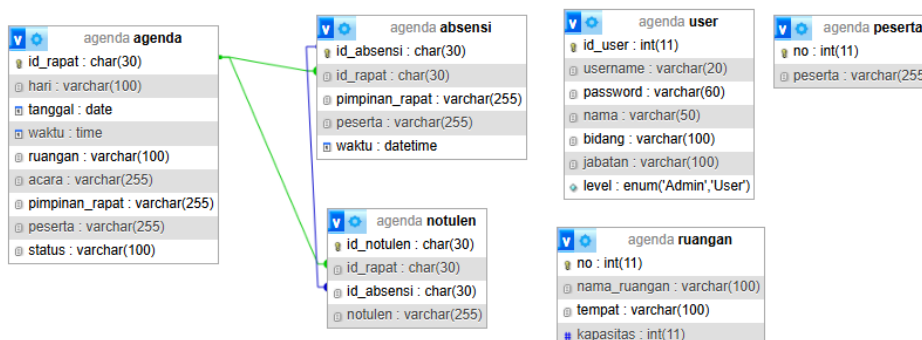 agenda agenda
id_rapat : char(30)
hari : varchar(100)
tanggal : date
waktu : time
ruangan : varchar(100)
acara : varchar(255)
pimpinan_rapat : varchar(255)
peserta : varchar(255)
status : varchar(100)
agenda absensi
id_absensi : char(30)
id_rapat : char(30)
pimpinan_rapat : varchar(255)
peserta : varchar(255)
waktu : datetime
agenda notulen
id_notulen : char(30)
id_rapat : char(30)
id_absensi : char(30)
notulen : varchar(255)
agenda user
id_user : int(11)
username : varchar(20)
password : varchar(60)
nama : varchar(50)
bidang : varchar(100)
jabatan : varchar(100)
level : enum('Admin','User')
agenda ruangan
no : int(11)
nama_ruangan : varchar(100)
tempat : varchar(100)
kapasitas : int(11)
agenda peserta
no : int(11)
peserta : varchar(255